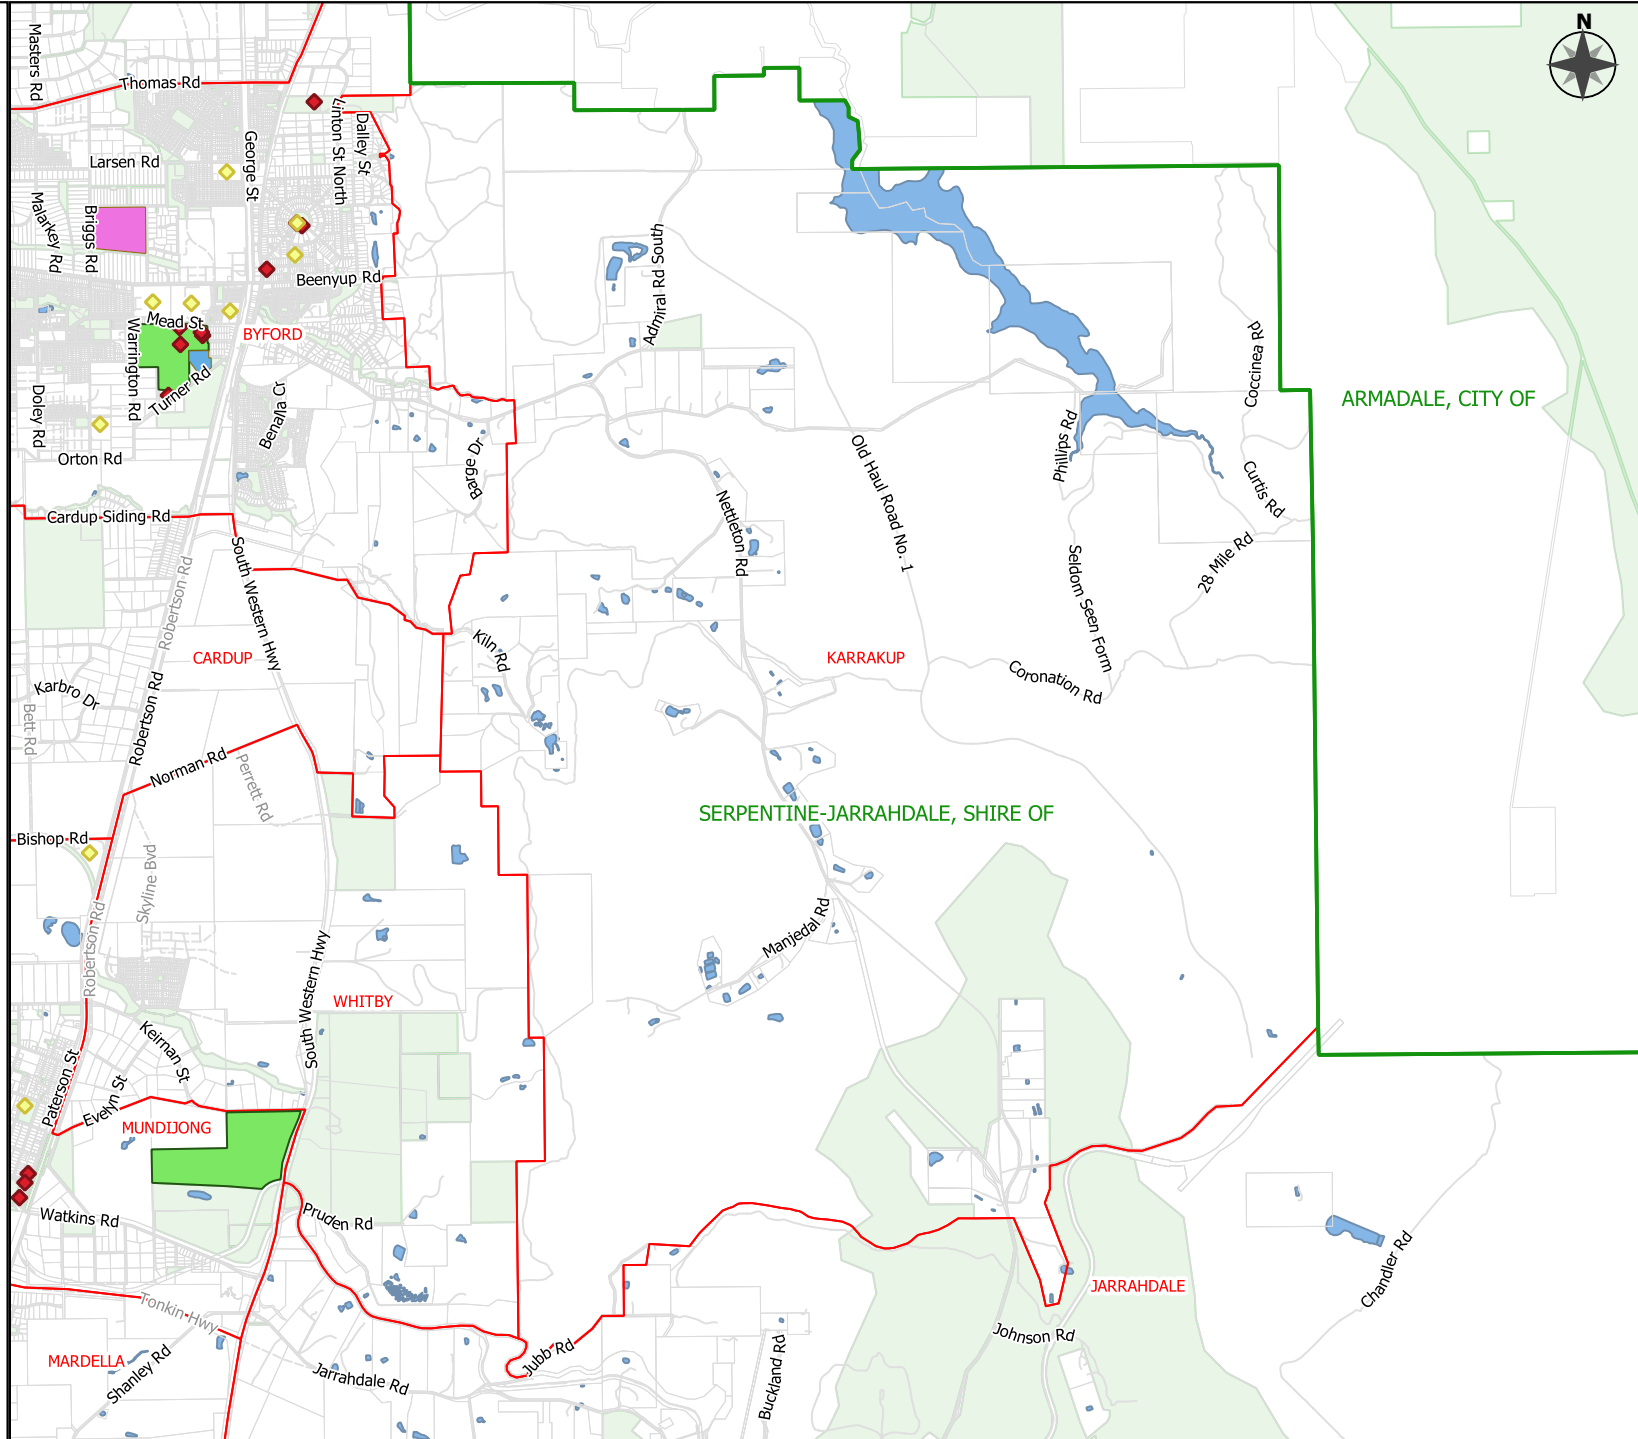 N
Masters Rd
Thomas Rd
Linton St North
Dalley St
George St
Larsen Rd
Malarkey Rd
Briggs Rd
Beenyup Rd
Admiral Rd South
Mead St
BYFORD
Warrington Rd
Turner Rd
Doley Rd
Benalla Cr
Coccinea Rd
ARMADALE, CITY OF
Orton Rd
Barge Dr
Old Haul Road No. 1
Phillips Rd
Curtis Rd
Cardup Siding Rd
Nettleton Rd
South Western Hwy
Robertson Rd
Seldom Seen Form
28 Mile Rd
CARDUP
Kiln Rd
KARRAKUP
Coronation Rd
Karbro Dr
Bett Rd
Robertson Rd
Norman Rd
Perrett Rd
SERPENTINE-JARRAHDALE, SHIRE OF
Bishop Rd
Skyline Bvd
Robertson Rd
Manjedal Rd
South Western Hwy
WHITBY
Keirnan St
Paterson St
Evelyn St
MUNDIJONG
Watkins Rd
Pruden Rd
Chandler Rd
JARRAHDALE
Tonkin Hwy
Johnson Rd
MARDELLA
Shanley Rd
Jarrahdale Rd
Jubb Rd
Buckland Rd